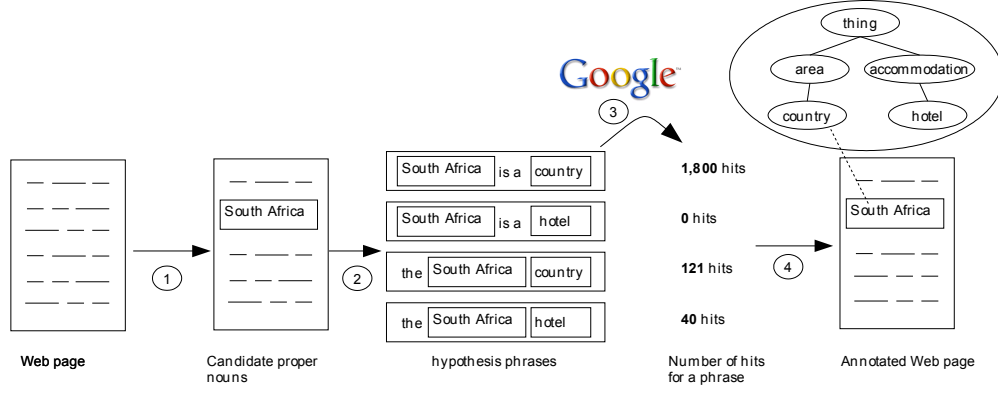 thing
area
accommodation
country
hotel
Google™
3
South Africa is a country
1,800 hits
South Africa is a hotel
0 hits
the South Africa country
121 hits
the South Africa hotel
40 hits
South Africa
South Africa
1
2
4
Web page
Candidate proper
nouns
hypothesis phrases
Number of hits
for a phrase
Annotated Web page